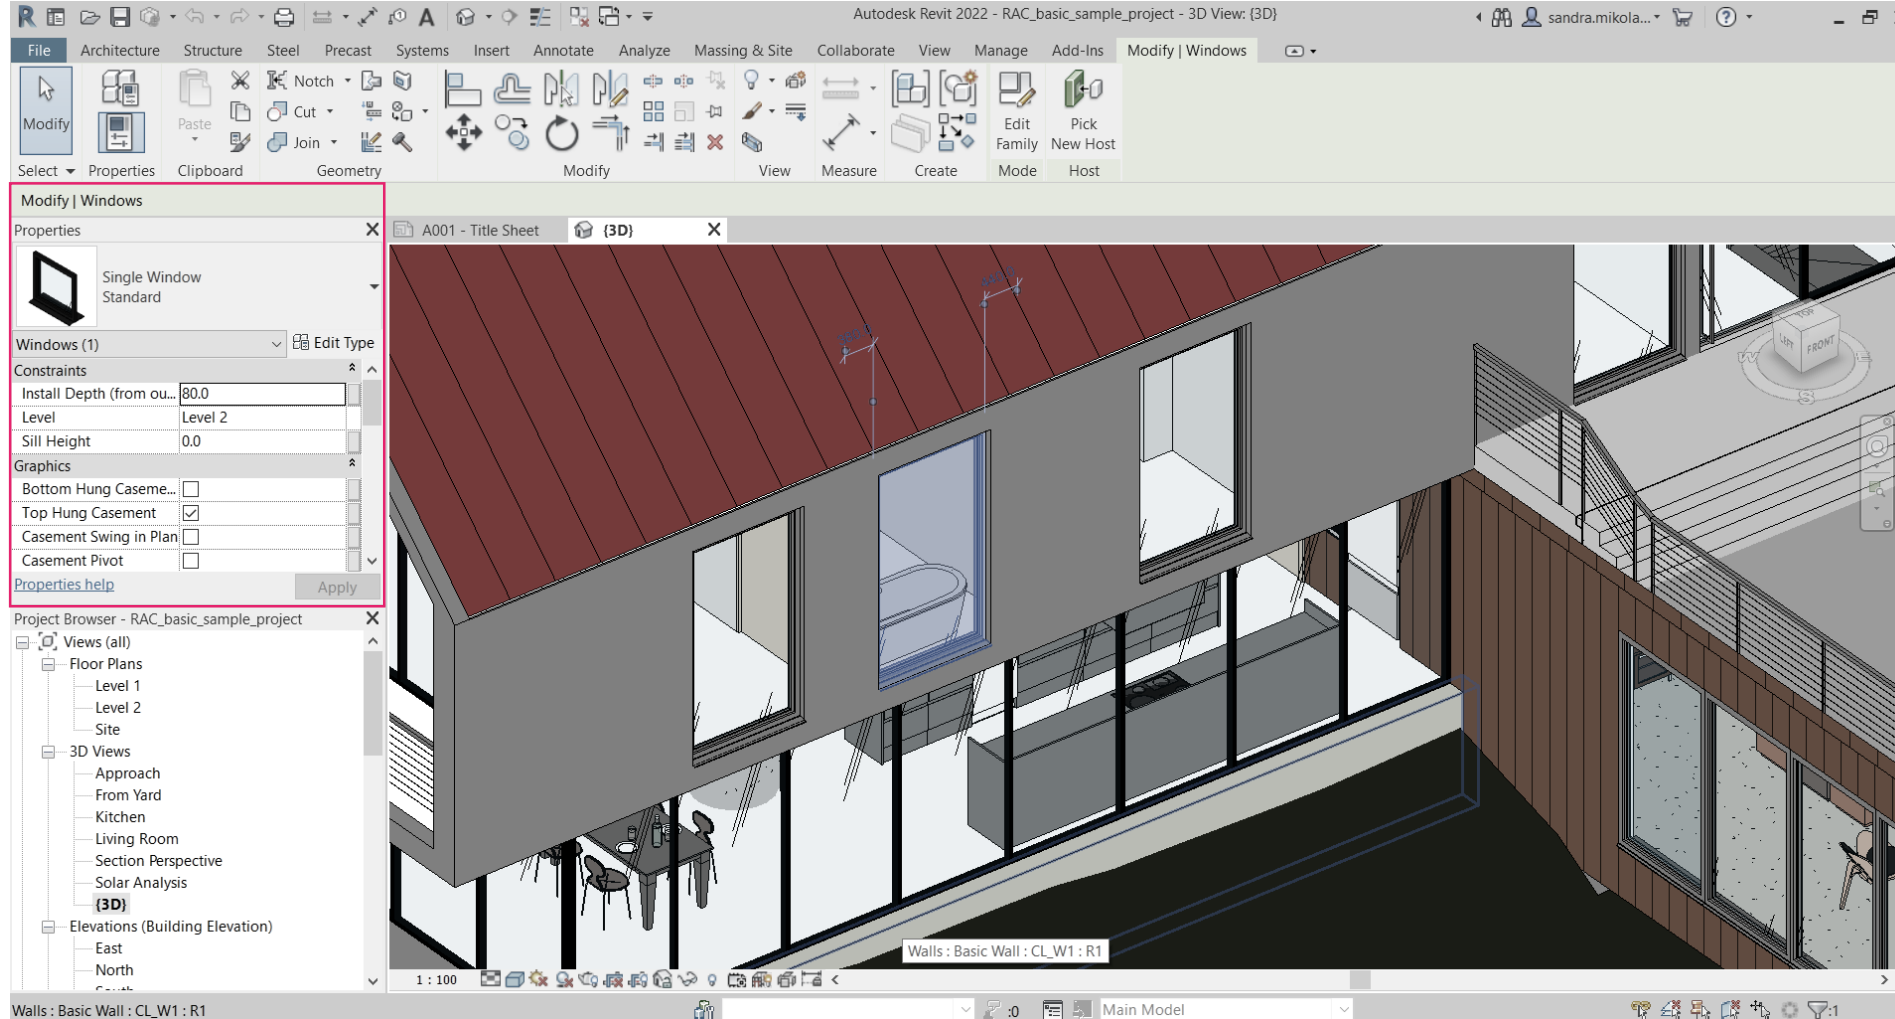 Autodesk Revit 2022 - RAC_basic_sample_project - 3D View: {3D}
sandra.mikola...
File Architecture Structure Steel Precast Systems Insert Annotate Analyze Massing & Site Collaborate View Manage Add-Ins Modify | Windows
Modify
Paste
Notch
Cut
Join
Edit Family
Pick New Host
Select Properties Clipboard Geometry Modify View Measure Create Mode Host
Modify | Windows
Properties
A001 - Title Sheet
{3D}
Single Window
Standard
Windows (1)
Edit Type
Constraints
Install Depth (from ou... 80.0
Level Level 2
Sill Height 0.0
Graphics
Bottom Hung Caseme...
Top Hung Casement
Casement Swing in Plan
Casement Pivot
Properties help
Apply
Project Browser - RAC_basic_sample_project
Views (all)
Floor Plans
Level 1
Level 2
Site
3D Views
Approach
From Yard
Kitchen
Living Room
Section Perspective
Solar Analysis
{3D}
Elevations (Building Elevation)
East
North
TOP
LEFT
FRONT
W
E
S
Walls : Basic Wall : CL_W1 : R1
1 : 100
Walls : Basic Wall : CL_W1 : R1
:0
Main Model
:1